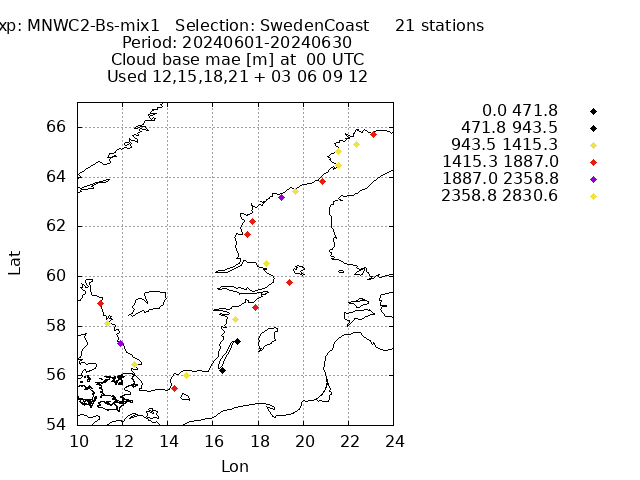 xp: MNWC2-Bs-mix1   Selection: SwedenCoast     21 stations
Period: 20240601-20240630
Cloud base mae [m] at  00 UTC
Used 12,15,18,21 + 03 06 09 12
0.0 471.8
471.8 943.5
943.5 1415.3
1415.3 1887.0
1887.0 2358.8
2358.8 2830.6
66
64
62
60
58
56
54
Lat
10 12 14 16 18 20 22 24
Lon